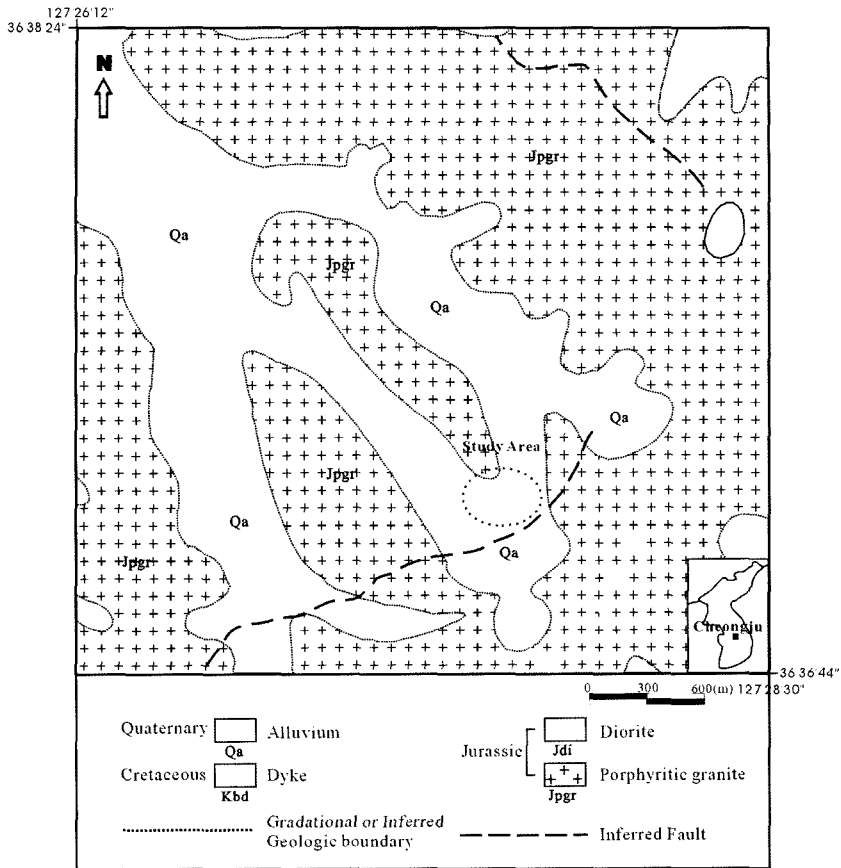 127 26'12"
36 38 24"
N
Jpgr
Qa
Jpgr
Qa
Qa
Study Area
Jpgr
Qa
Qa
Jpgr
Cheongju
36 36'44"
0 300 600(m) 127 28'30"
Quaternary Alluvium
Qa
Cretaceous Dyke
Kbd
Jurassic
Diorite
Jdi
Porphyritic granite
Jpgr
Gradational or Inferred
Geologic boundary
Inferred Fault